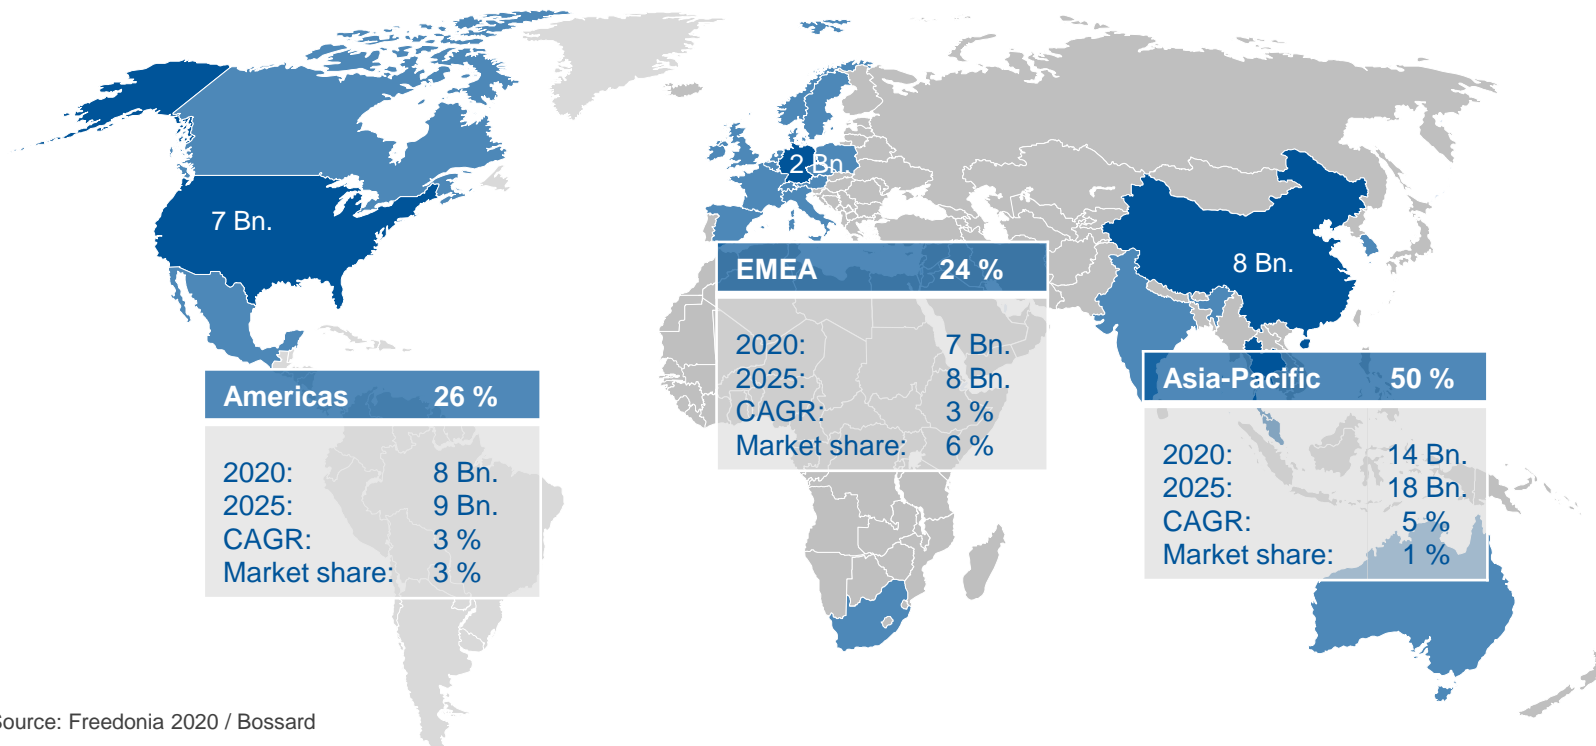 7 Bn.
2 Bn.
8 Bn.
EMEA 24 %
2020: 7 Bn.
2025: 8 Bn.
CAGR: 3 %
Market share: 6 %
Americas 26 %
2020: 8 Bn.
2025: 9 Bn.
CAGR: 3 %
Market share: 3 %
Asia-Pacific 50 %
2020: 14 Bn.
2025: 18 Bn.
CAGR: 5 %
Market share: 1 %
Source: Freedonia 2020 / Bossard